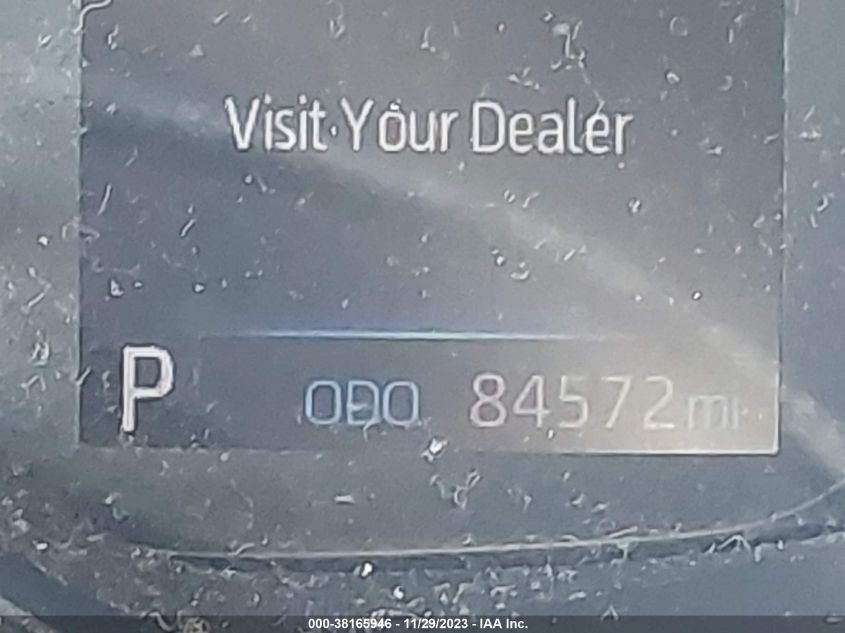 Visit Your Dealer
P ODO 84572 mi
000-38165946 - 11/29/2023 - IAA Inc.